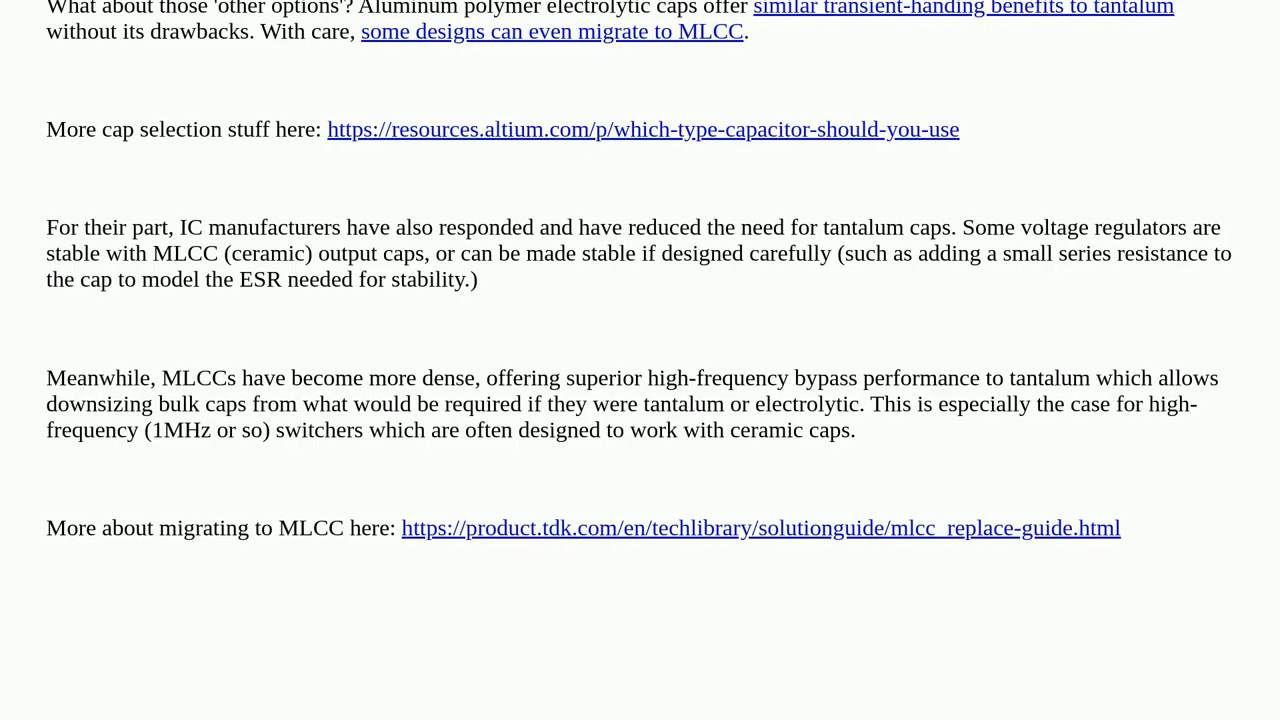 What about those 'other options'? Aluminum polymer electrolytic caps offer similar transient-handing benefits to tantalum
without its drawbacks. With care, some designs can even migrate to MLCC.
More cap selection stuff here: https://resources.altium.com/p/which-type-capacitor-should-you-use
For their part, IC manufacturers have also responded and have reduced the need for tantalum caps. Some voltage regulators are
stable with MLCC (ceramic) output caps, or can be made stable if designed carefully (such as adding a small series resistance to
the cap to model the ESR needed for stability.)
Meanwhile, MLCCs have become more dense, offering superior high-frequency bypass performance to tantalum which allows
downsizing bulk caps from what would be required if they were tantalum or electrolytic. This is especially the case for high-
frequency (1MHz or so) switchers which are often designed to work with ceramic caps.
More about migrating to MLCC here: https://product.tdk.com/en/techlibrary/solutionguide/mlcc_replace-guide.html